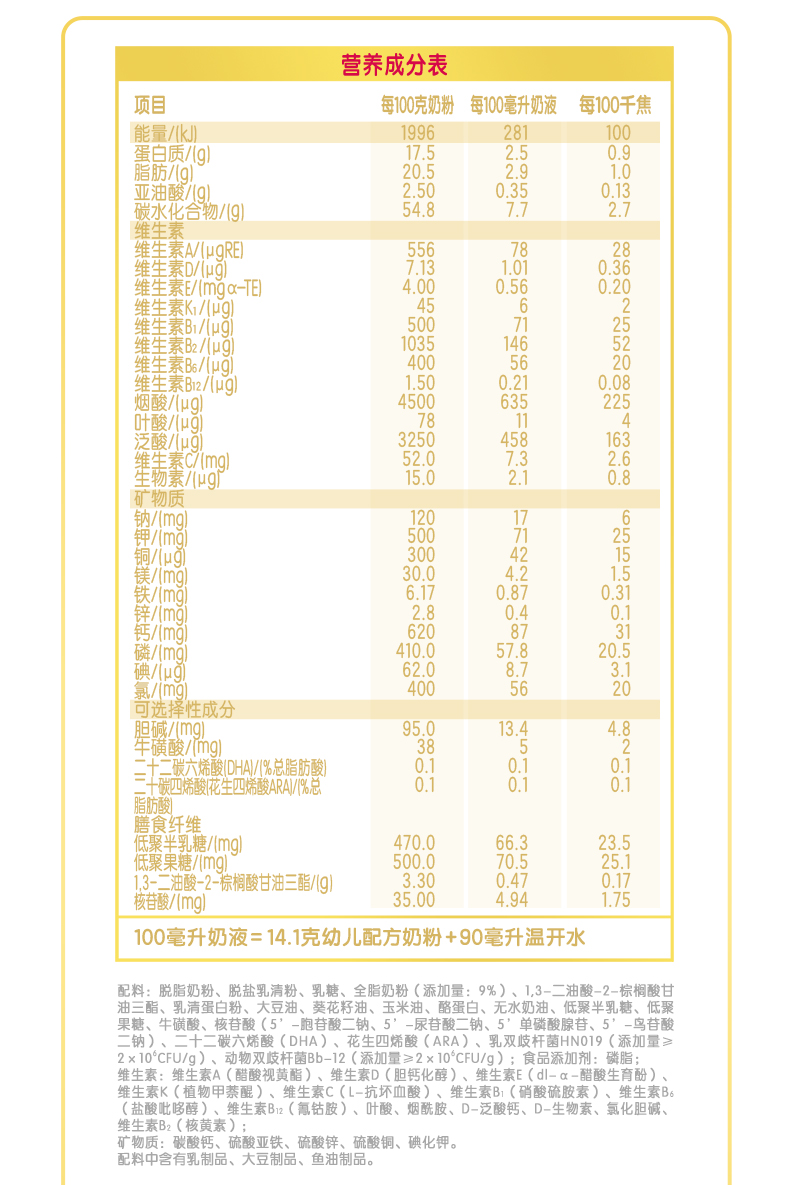 营养成分表
项目 每100克奶粉 每100毫升奶液 每100千焦
能量/(kJ) 1996 281 100
蛋白质/(g) 17.5 2.5 0.9
脂肪/(g) 20.5 2.9 1.0
亚油酸/(g) 2.50 0.35 0.13
碳水化合物/(g) 54.8 7.7 2.7
维生素
维生素A/(μgRE) 556 78 28
维生素D/(μg) 7.13 1.01 0.36
维生素E/(mgα-TE) 4.00 0.56 0.20
维生素K₁/(μg) 45 6 2
维生素B₁/(μg) 500 71 25
维生素B₂/(μg) 1035 146 52
维生素B₆/(μg) 400 56 20
维生素B₁₂/(μg) 1.50 0.21 0.08
烟酸/(μg) 4500 635 225
叶酸/(μg) 78 11 4
泛酸/(μg) 3250 458 163
维生素C/(mg) 52.0 7.3 2.6
生物素/(μg) 15.0 2.1 0.8
矿物质
钠/(mg) 120 17 6
钾/(mg) 500 71 25
铜/(μg) 300 42 15
镁/(mg) 30.0 4.2 1.5
铁/(mg) 6.17 0.87 0.31
锌/(mg) 2.8 0.4 0.1
钙/(mg) 620 87 31
磷/(mg) 410.0 57.8 20.5
碘/(μg) 62.0 8.7 3.1
氯/(mg) 400 56 20
可选择性成分
胆碱/(mg) 95.0 13.4 4.8
牛磺酸/(mg) 38 5 2
二十二碳六烯酸(DHA)/(%总脂肪酸) 0.1 0.1 0.1
二十碳四烯酸(花生四烯酸ARA)/(%总 0.1 0.1 0.1
脂肪酸)
膳食纤维
低聚半乳糖/(mg) 470.0 66.3 23.5
低聚果糖/(mg) 500.0 70.5 25.1
1,3-二油酸-2-棕榈酸甘油三酯/(g) 3.30 0.47 0.17
核苷酸/(mg) 35.00 4.94 1.75
100毫升奶液=14.1克幼儿配方奶粉+90毫升温开水
配料：脱脂奶粉、脱盐乳清粉、乳糖、全脂奶粉（添加量：9%）、1,3-二油酸-2-棕榈酸甘
油三酯、乳清蛋白粉、大豆油、葵花籽油、玉米油、酪蛋白、无水奶油、低聚半乳糖、低聚
果糖、牛磺酸、核苷酸（5’-胞苷酸二钠、5’-尿苷酸二钠、5’单磷酸腺苷、5’-鸟苷酸
二钠）、二十二碳六烯酸（DHA）、花生四烯酸（ARA）、乳双歧杆菌HN019（添加量≥
2×10⁶CFU/g）、动物双歧杆菌Bb-12（添加量≥2×10⁶CFU/g）；食品添加剂：磷脂；
维生素：维生素A（醋酸视黄酯）、维生素D（胆钙化醇）、维生素E（dl-α-醋酸生育酚）、
维生素K（植物甲萘醌）、维生素C（L-抗坏血酸）、维生素B₁（硝酸硫胺素）、维生素B₆
（盐酸吡哆醇）、维生素B₁₂（氰钴胺）、叶酸、烟酰胺、D-泛酸钙、D-生物素、氯化胆碱、
维生素B₂（核黄素）；
矿物质：碳酸钙、硫酸亚铁、硫酸锌、硫酸铜、碘化钾。
配料中含有乳制品、大豆制品、鱼油制品。